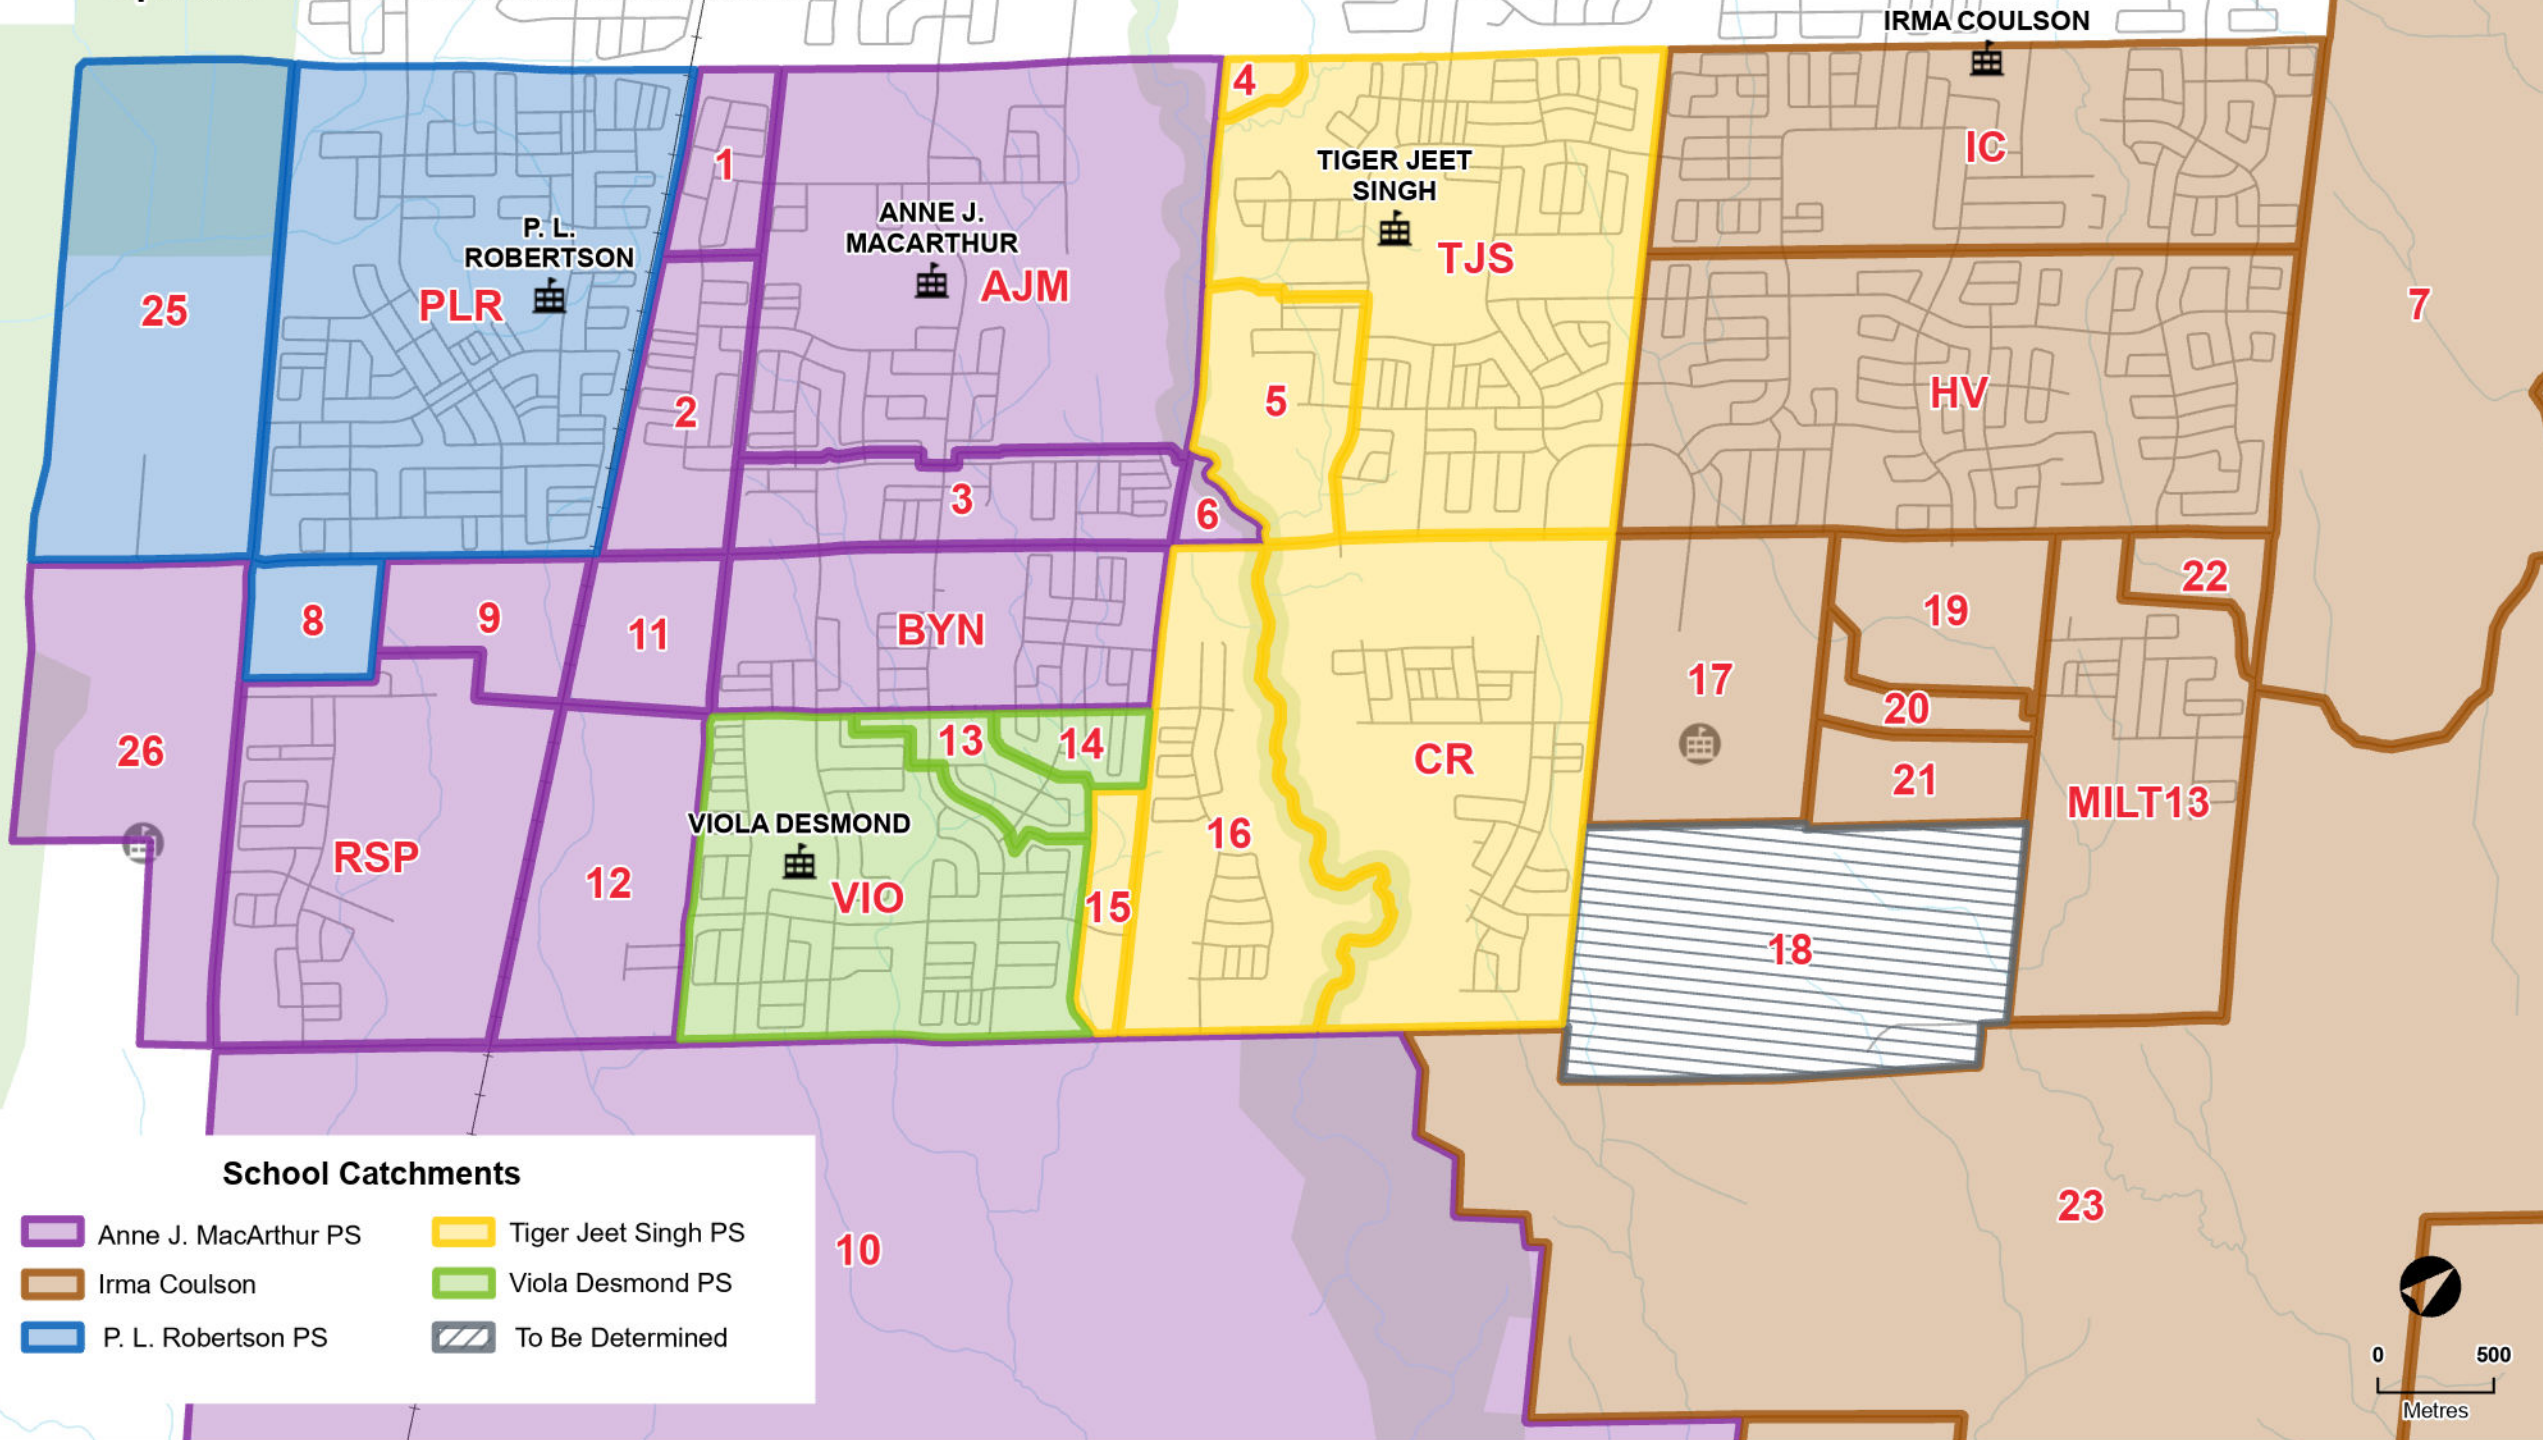 IRMA COULSON
4
1
IC
TIGER JEET
SINGH
ANNE J.
MACARTHUR
P. L.
ROBERTSON
TJS
AJM
25
PLR
7
2
5
HV
3
6
8
9
11
BYN
19
22
17
20
26
13
14
CR
21
MILT13
VIOLA DESMOND
16
RSP
12
VIO
15
18
School Catchments
Anne J. MacArthur PS
Tiger Jeet Singh PS
Irma Coulson
Viola Desmond PS
P. L. Robertson PS
To Be Determined
10
23
0 500
Metres